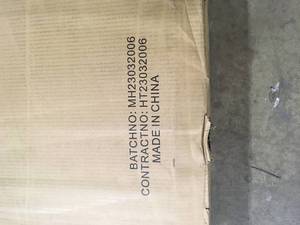 BATCHNO: MH23032006
CONTRACTNO: HT23032006
MADE IN CHINA